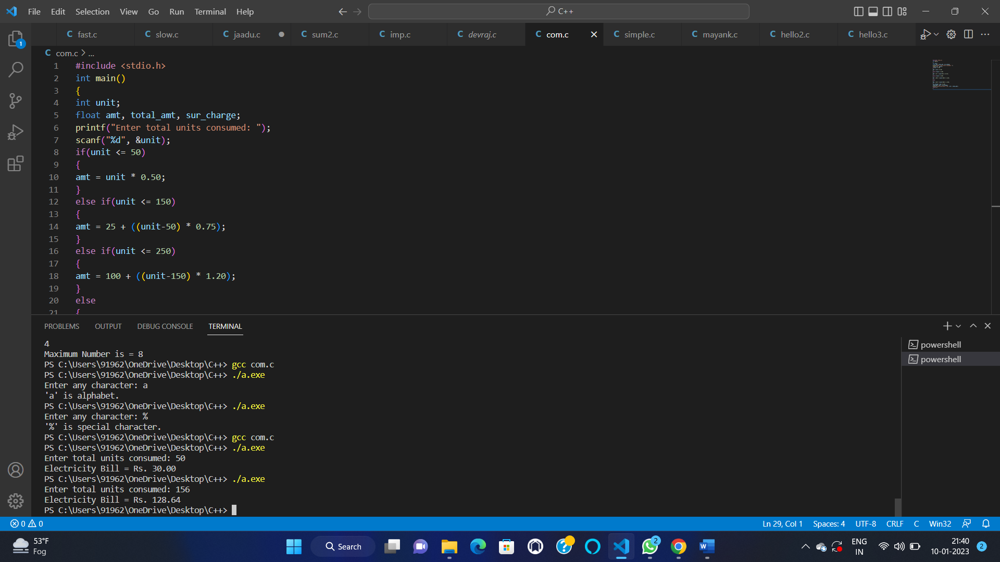 File Edit Selection View Go Run Terminal Help
C++
C fast.c C slow.c C jaadu.c C sum2.c C imp.c C devraj.c C com.c C simple.c C mayank.c C hello2.c C hello3.c
1
C com.c > ...
1 #include <stdio.h>
2 int main()
3 {
4 int unit;
5 float amt, total_amt, sur_charge;
6 printf("Enter total units consumed: ");
7 scanf("%d", &unit);
8 if(unit <= 50)
9 {
10 amt = unit * 0.50;
11 }
12 else if(unit <= 150)
13 {
14 amt = 25 + ((unit-50) * 0.75);
15 }
16 else if(unit <= 250)
17 {
18 amt = 100 + ((unit-150) * 1.20);
19 }
20 else
21 {
PROBLEMS OUTPUT DEBUG CONSOLE TERMINAL
4
Maximum Number is = 8
PS C:\Users\91962\OneDrive\Desktop\C++> gcc com.c
PS C:\Users\91962\OneDrive\Desktop\C++> ./a.exe
Enter any character: a
'a' is alphabet.
PS C:\Users\91962\OneDrive\Desktop\C++> ./a.exe
Enter any character: %
'%' is special character.
PS C:\Users\91962\OneDrive\Desktop\C++> gcc com.c
PS C:\Users\91962\OneDrive\Desktop\C++> ./a.exe
Enter total units consumed: 50
Electricity Bill = Rs. 30.00
PS C:\Users\91962\OneDrive\Desktop\C++> ./a.exe
Enter total units consumed: 156
Electricity Bill = Rs. 128.64
PS C:\Users\91962\OneDrive\Desktop\C++>
powershell
powershell
0 0 Ln 29, Col 1 Spaces: 4 UTF-8 CRLF C Win32
53°F
Fog
Search
2
ENG
IN
21:40
10-01-2023
2